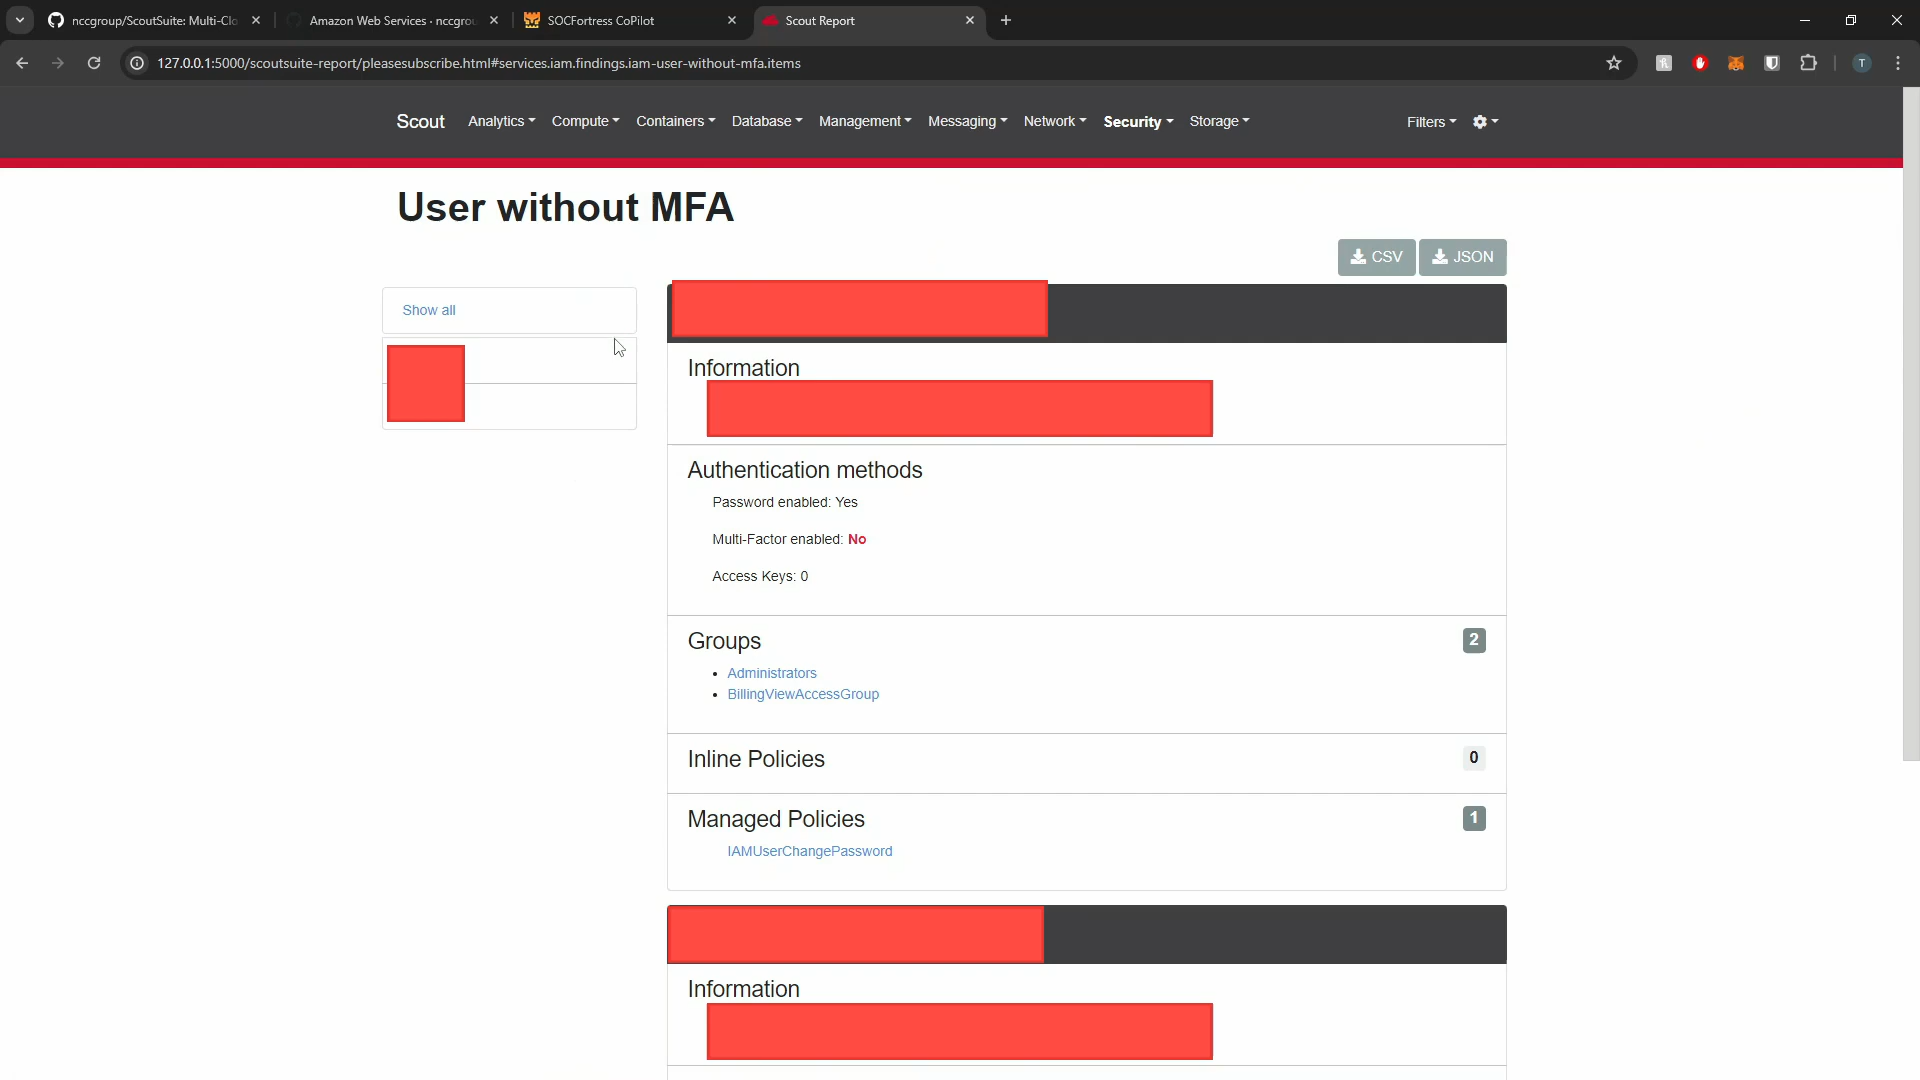 nccgroup/ScoutSuite: Multi-Clo
Amazon Web Services · nccgrou
SOCFortress CoPilot
Scout Report
127.0.0.1:5000/scoutsuite-report/pleasesubscribe.html#services.iam.findings.iam-user-without-mfa.items
T
Scout Analytics Compute Containers Database Management Messaging Network Security Storage Filters
User without MFA
CSV JSON
Show all
Information
Authentication methods
Password enabled: Yes
Multi-Factor enabled: No
Access Keys: 0
Groups 2
Administrators
BillingViewAccessGroup
Inline Policies 0
Managed Policies 1
IAMUserChangePassword
Information